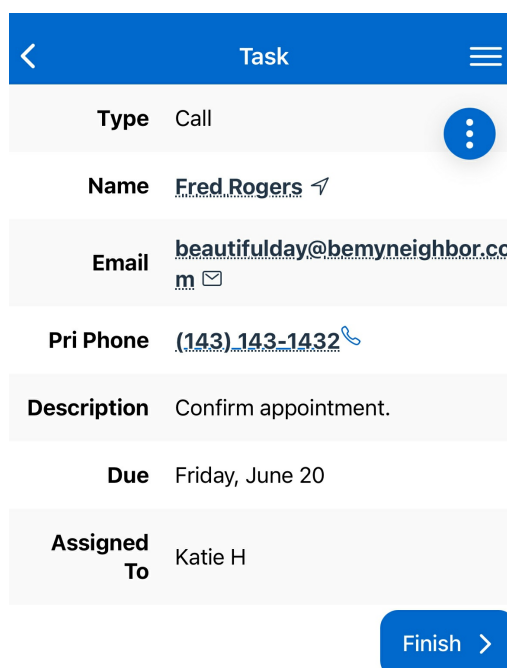 Task
Type Call
Name Fred Rogers
Email beautifulday@bemyneighbor.co
m
Pri Phone (143) 143-1432
Description Confirm appointment.
Due Friday, June 20
Assigned
To Katie H
Finish